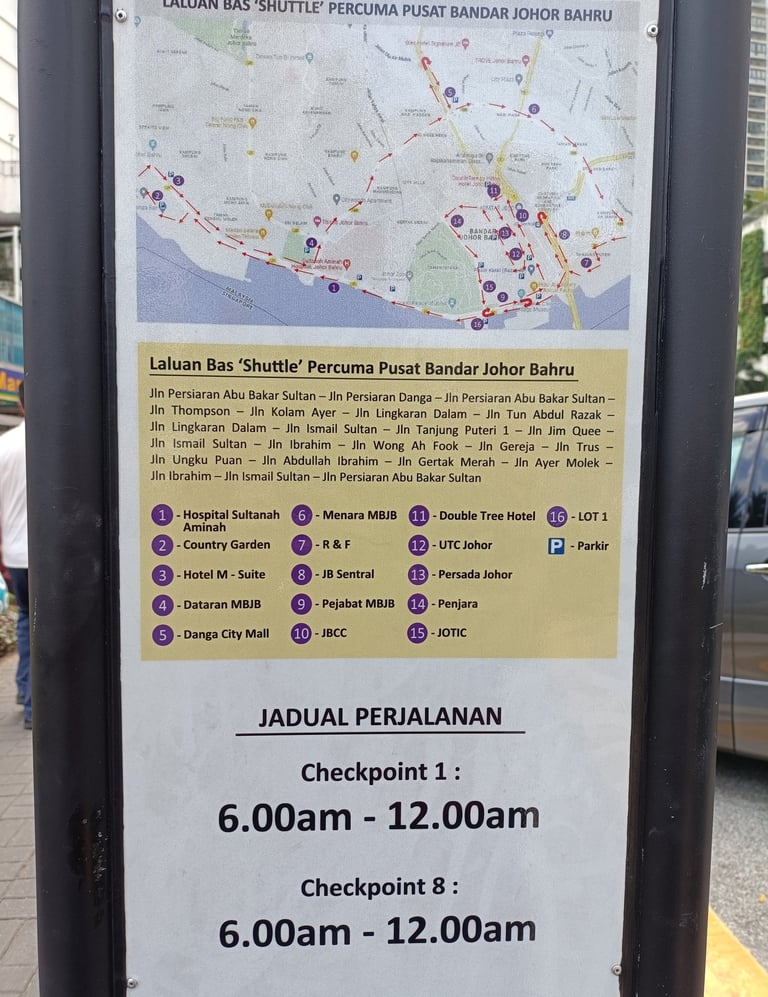 LALUAN BAS 'SHUTTLE' PERCUMA PUSAT BANDAR JOHOR BAHRU
Laluan Bas 'Shuttle' Percuma Pusat Bandar Johor Bahru
Jln Persiaran Abu Bakar Sultan – Jln Persiaran Danga – Jln Persiaran Abu Bakar Sultan –
Jln Thompson – Jln Kolam Ayer – Jln Lingkaran Dalam – Jln Tun Abdul Razak –
Jln Lingkaran Dalam – Jln Ismail Sultan – Jln Tanjung Puteri 1 – Jln Jim Quee –
Jln Ismail Sultan – Jln Ibrahim – Jln Wong Ah Fook – Jln Gereja – Jln Trus –
Jln Ungku Puan – Jln Abdullah Ibrahim – Jln Gertak Merah – Jln Ayer Molek –
Jln Ibrahim – Jln Ismail Sultan – Jln Persiaran Abu Bakar Sultan
1 - Hospital Sultanah
Aminah
2 - Country Garden
3 - Hotel M - Suite
4 - Dataran MBJB
5 - Danga City Mall
6 - Menara MBJB
7 - R & F
8 - JB Sentral
9 - Pejabat MBJB
10 - JBCC
11 - Double Tree Hotel
12 - UTC Johor
13 - Persada Johor
14 - Penjara
15 - JOTIC
16 - LOT 1
P - Parkir
JADUAL PERJALANAN
Checkpoint 1 :
6.00am - 12.00am
Checkpoint 8 :
6.00am - 12.00am